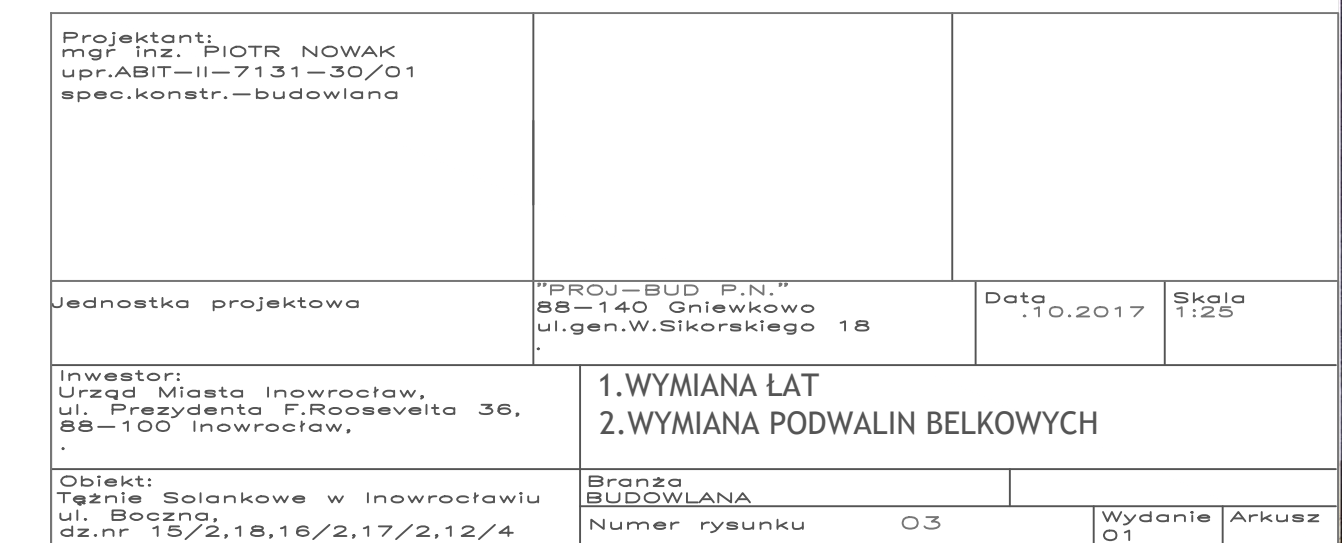 Projektant:
mgr inz. PIOTR NOWAK
upr.ABIT—II—7131—30/01
spec.konstr.—budowlana
Jednostka projektowa
"PROJ—BUD P.N."
88—140 Gniewkowo
ul.gen.W.Sikorskiego 18
.
Data
.10.2017
Skala
1:25
Inwestor:
Urząd Miasta Inowrocław,
ul. Prezydenta F.Roosevelta 36,
88—100 Inowrocław,
.
1.WYMIANA ŁAT
2.WYMIANA PODWALIN BELKOWYCH
Obiekt:
Tężnie Solankowe w Inowrocławiu
ul. Boczna,
dz.nr 15/2,18,16/2,17/2,12/4
Branża
BUDOWLANA
Numer rysunku 03
Wydanie
01
Arkusz